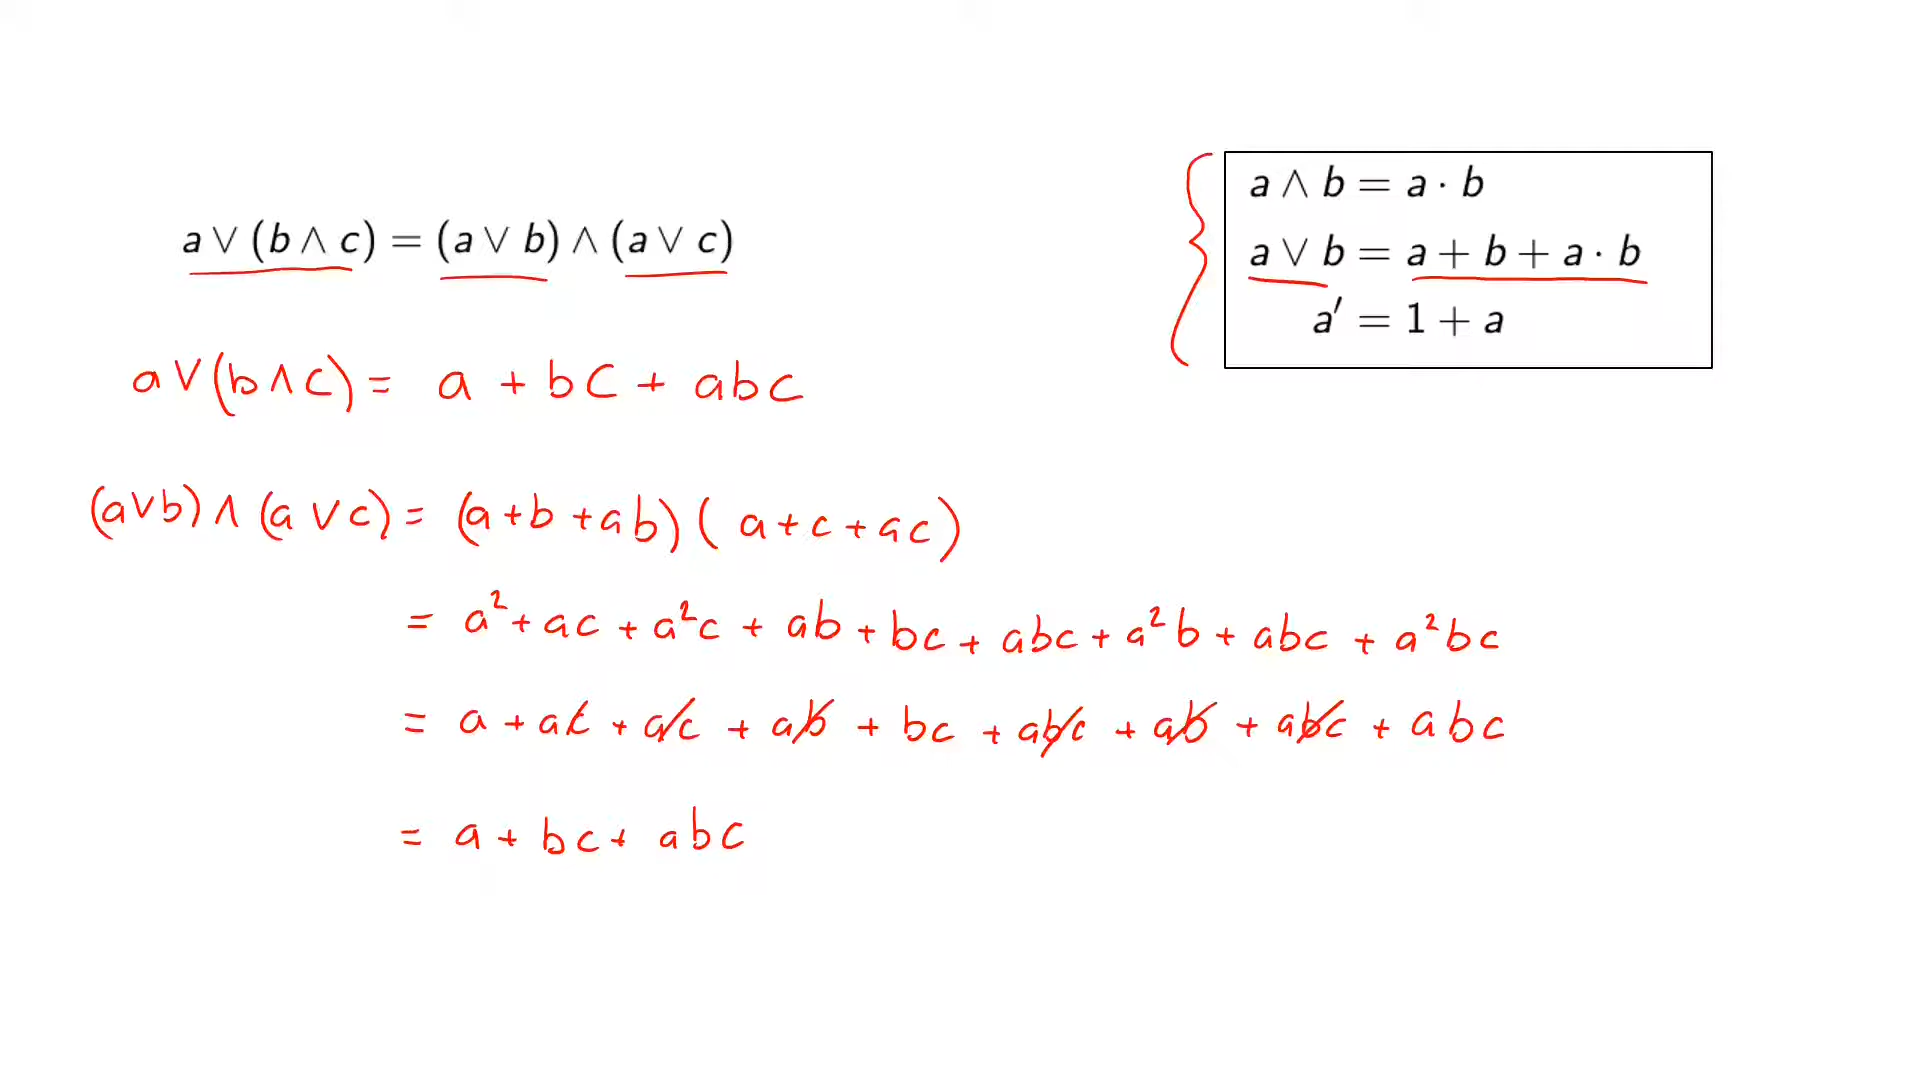 a ∧ b = a · b
a ∨ (b ∧ c) = (a ∨ b) ∧ (a ∨ c)
a ∨ b = a + b + a · b
a′ = 1 + a
a ∨ (b ∧ c) = a + bc + abc
(a ∨ b) ∧ (a ∨ c) = (a + b + ab) (a + c + ac)
= a² + ac + a²c + ab + bc + abc + a²b + abc + a²bc
= a + ac + ac + ab + bc + abc + ab + abc + abc
= a + bc + abc